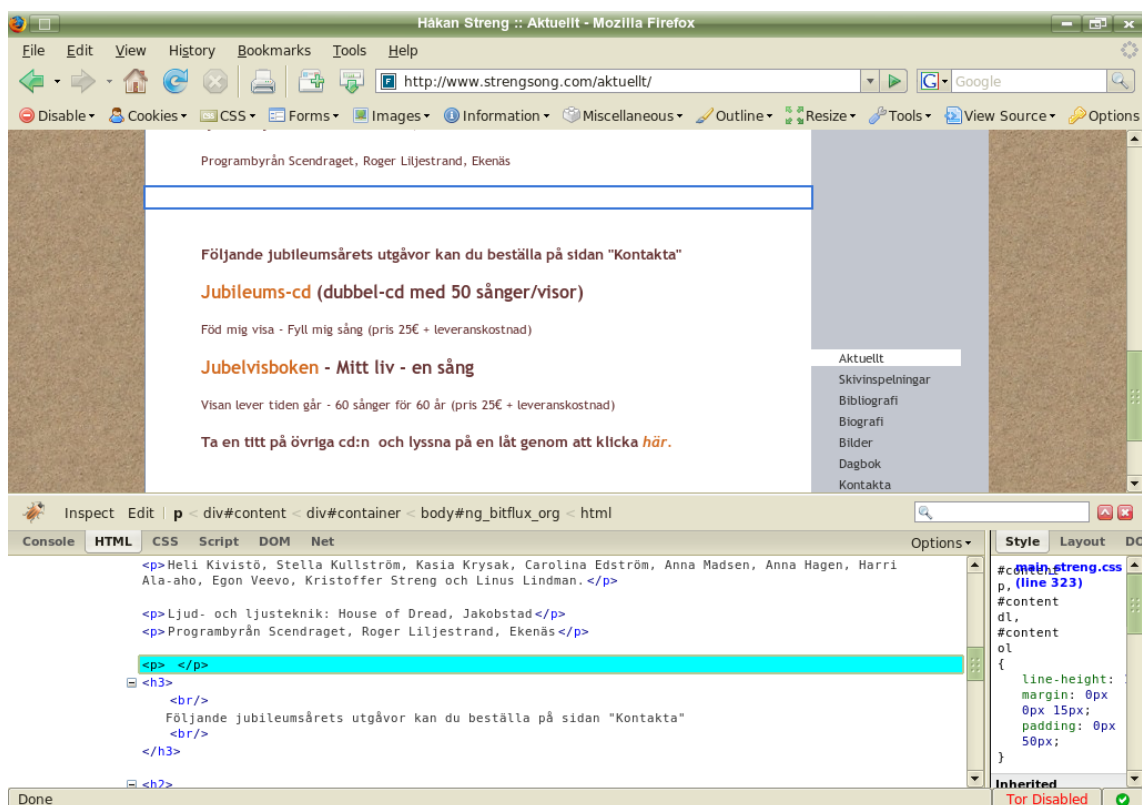 Håkan Streng :: Aktuellt - Mozilla Firefox
File Edit View History Bookmarks Tools Help
http://www.strengsong.com/aktuellt/ G Google
Disable Cookies CSS Forms Images Information Miscellaneous Outline Resize Tools View Source Options
Programbyrån Scendraget, Roger Liljestrand, Ekenäs
Följande jubileumsårets utgåvor kan du beställa på sidan "Kontakta"
Jubileums-cd (dubbel-cd med 50 sånger/visor)
Föd mig visa - Fyll mig sång (pris 25€ + leveranskostnad)
Jubelvisboken - Mitt liv - en sång
Visan lever tiden går - 60 sånger för 60 år (pris 25€ + leveranskostnad)
Ta en titt på övriga cd:n och lyssna på en låt genom att klicka här.
Aktuellt
Skivinspelningar
Bibliografi
Biografi
Bilder
Dagbok
Kontakta
Inspect Edit p < div#content < div#container < body#ng_bitflux_org < html
Console HTML CSS Script DOM Net Options
<p>Heli Kivistö, Stella Kullström, Kasia Krysak, Carolina Edström, Anna Madsen, Anna Hagen, Harri
Ala-aho, Egon Veevo, Kristoffer Streng och Linus Lindman.</p>
<p>Ljud- och ljusteknik: House of Dread, Jakobstad</p>
<p>Programbyrån Scendraget, Roger Liljestrand, Ekenäs</p>
<p> </p>
<h3>
<br/>
Följande jubileumsårets utgåvor kan du beställa på sidan "Kontakta"
<br/>
</h3>
<h2>
Style Layout DO
#content main_streng.css
p, (line 323)
#content
dl,
#content
ol
{
line-height:
margin: 0px
0px 15px;
padding: 0px
50px;
}
Inherited
Done
Tor Disabled